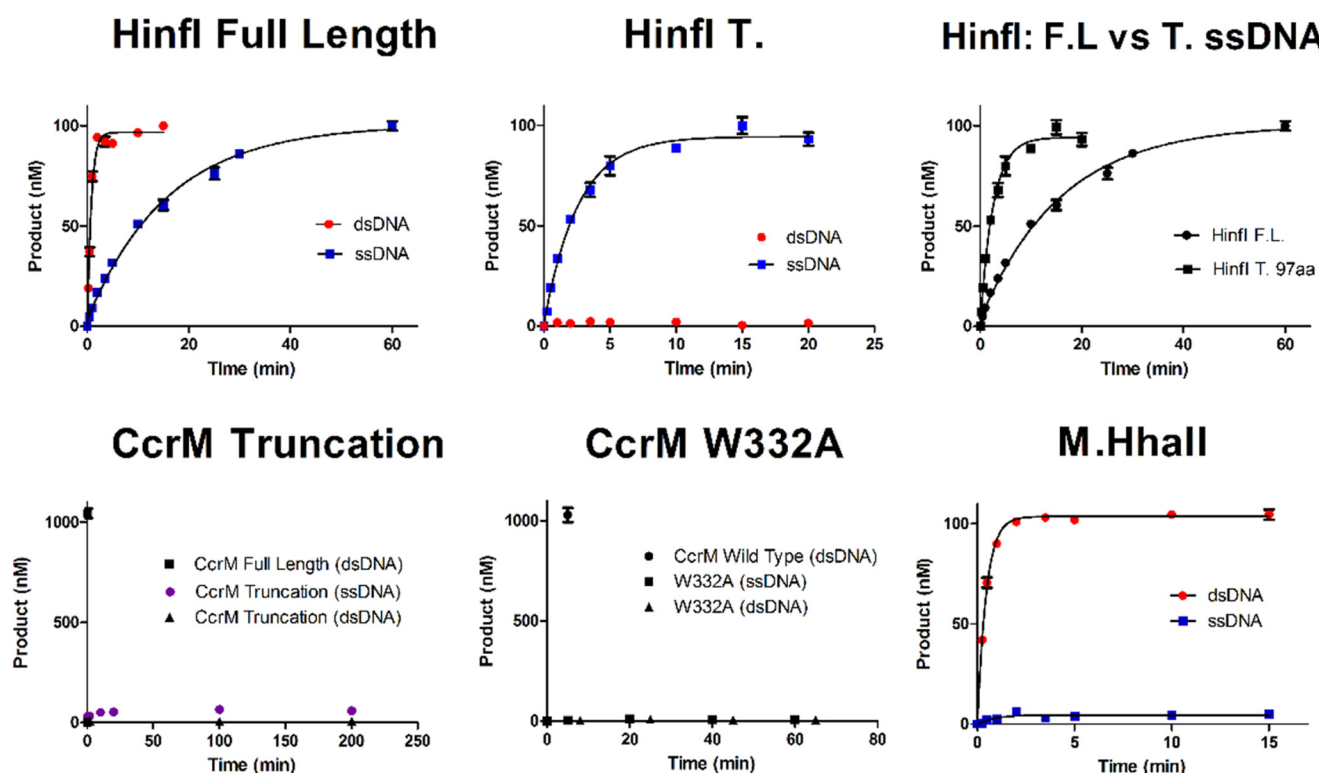 HinfI Full Length
Product (nM)
100
50
0
0 20 40 60
TIme (min)
dsDNA
ssDNA
HinfI T.
Product (nM)
100
50
0
0 5 10 15 20 25
TIme (min)
dsDNA
ssDNA
HinfI: F.L vs T. ssDNA
Product (nM)
100
50
0
0 20 40 60
TIme (min)
HinfI F.L.
HinfI T. 97aa
CcrM Truncation
Product (nM)
1000
500
0
0 50 100 150 200 250
TIme (min)
CcrM Full Length (dsDNA)
CcrM Truncation (ssDNA)
CcrM Truncation (dsDNA)
CcrM W332A
Product (nM)
1000
500
0
0 20 40 60 80
TIme (min)
CcrM Wild Type (dsDNA)
W332A (ssDNA)
W332A (dsDNA)
M.HhaII
Product (nM)
100
50
0
0 5 10 15
Time (min)
dsDNA
ssDNA